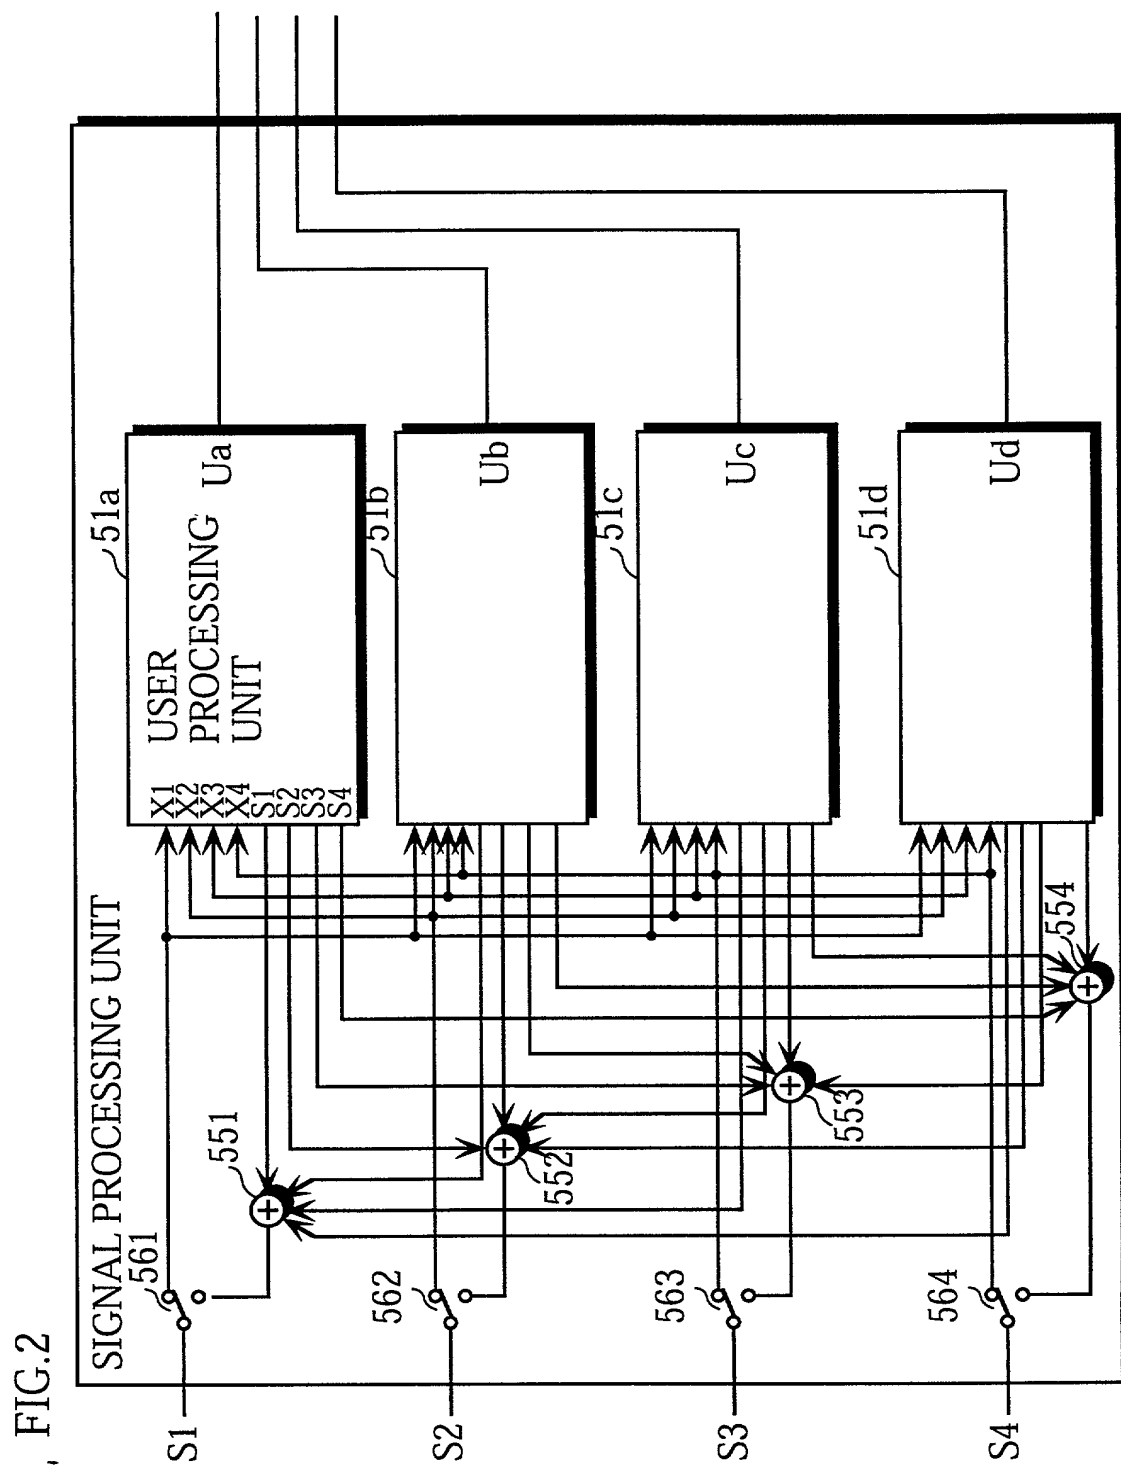 FIG.2
SIGNAL PROCESSING UNIT
51a
USER
PROCESSING
UNIT
Ua
X1
X2
X3
X4
S1
S2
S3
S4
51b
Ub
51c
Uc
51d
Ud
551
552
553
554
561
562
563
564
S1
S2
S3
S4